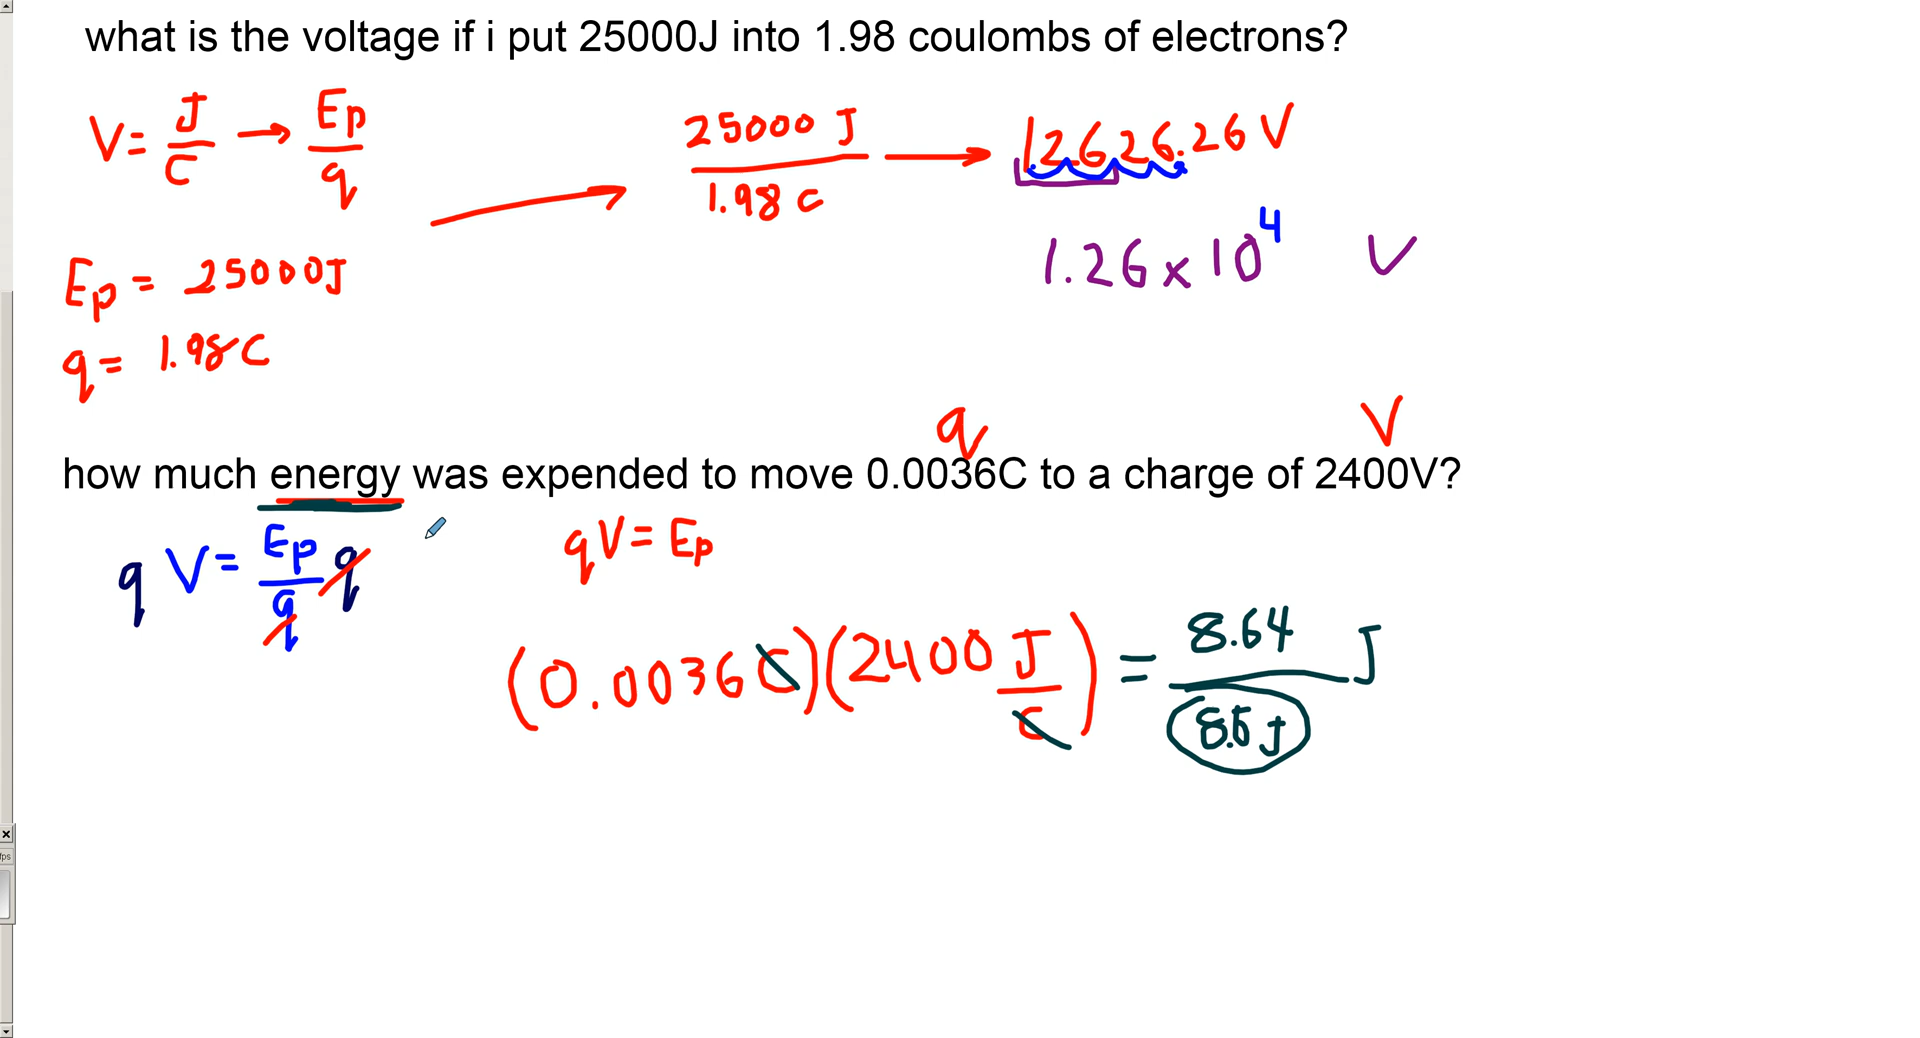 what is the voltage if i put 25000J into 1.98 coulombs of electrons?
V = J/C → Ep/q
25000 J / 1.98 C → 12626.26 V
1.26 x 10⁴ V
Ep = 25000J
q = 1.98C
q V
how much energy was expended to move 0.0036C to a charge of 2400V?
q V = Ep/q q
qV = Ep
(0.0036 C)(2400 J/C) = 8.64 J
8.6 J
fps